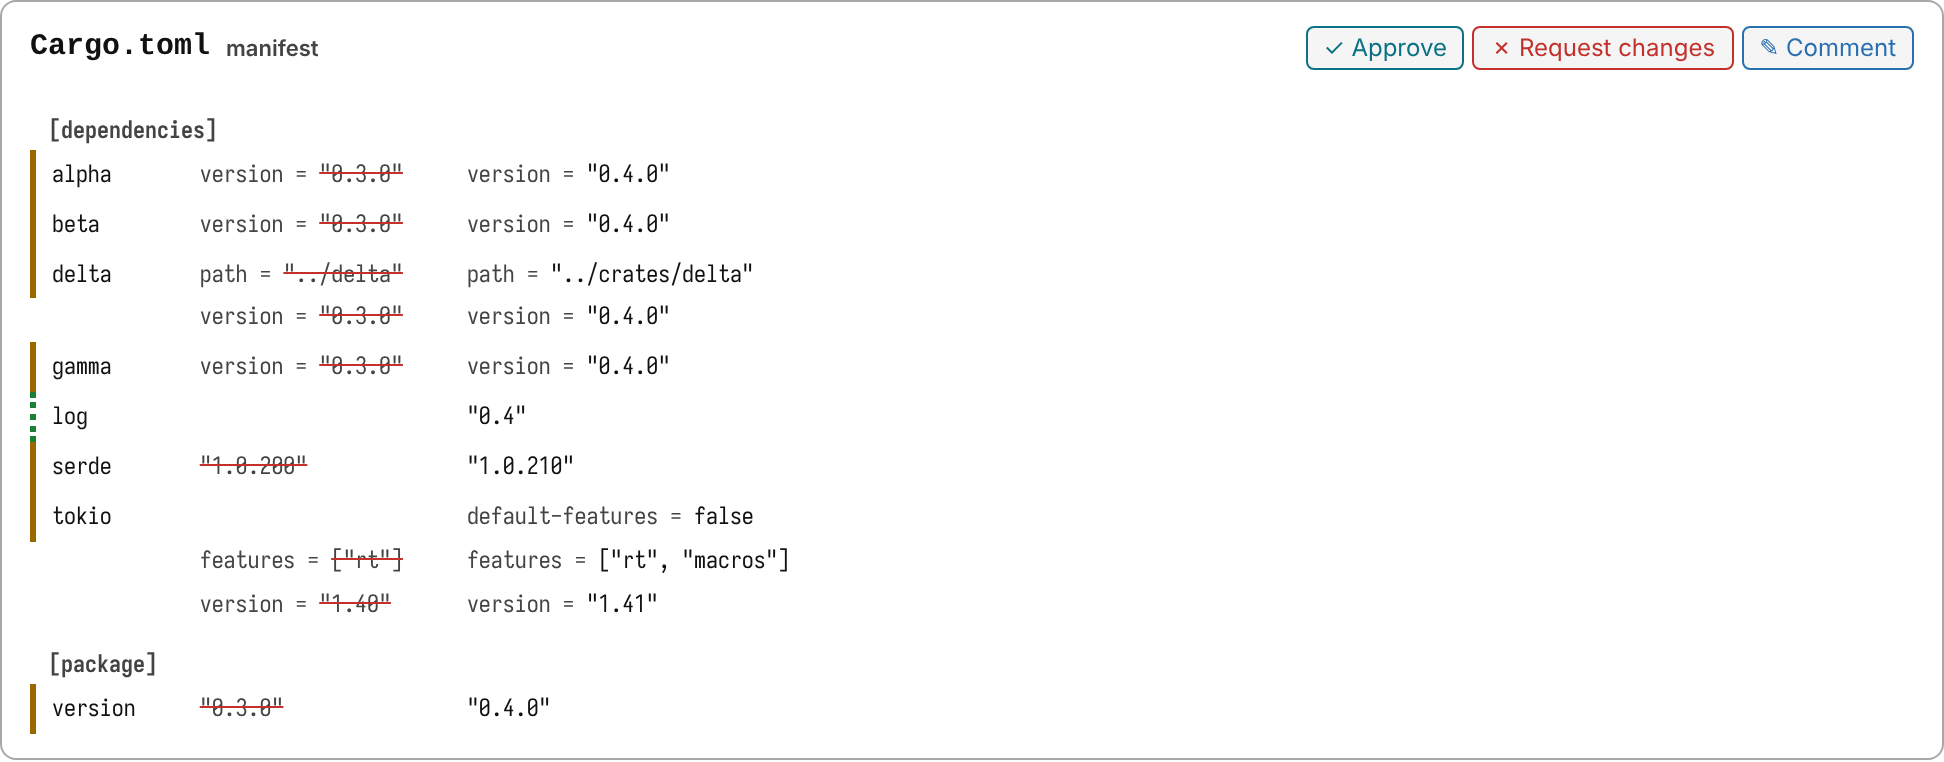 Cargo.toml manifest
✓ Approve
✕ Request changes
✎ Comment
[dependencies]
alpha version = "0.3.0" version = "0.4.0"
beta version = "0.3.0" version = "0.4.0"
delta path = "../delta" path = "../crates/delta"
version = "0.3.0" version = "0.4.0"
gamma version = "0.3.0" version = "0.4.0"
log "0.4"
serde "1.0.200" "1.0.210"
tokio default-features = false
features = ["rt"] features = ["rt", "macros"]
version = "1.40" version = "1.41"
[package]
version "0.3.0" "0.4.0"